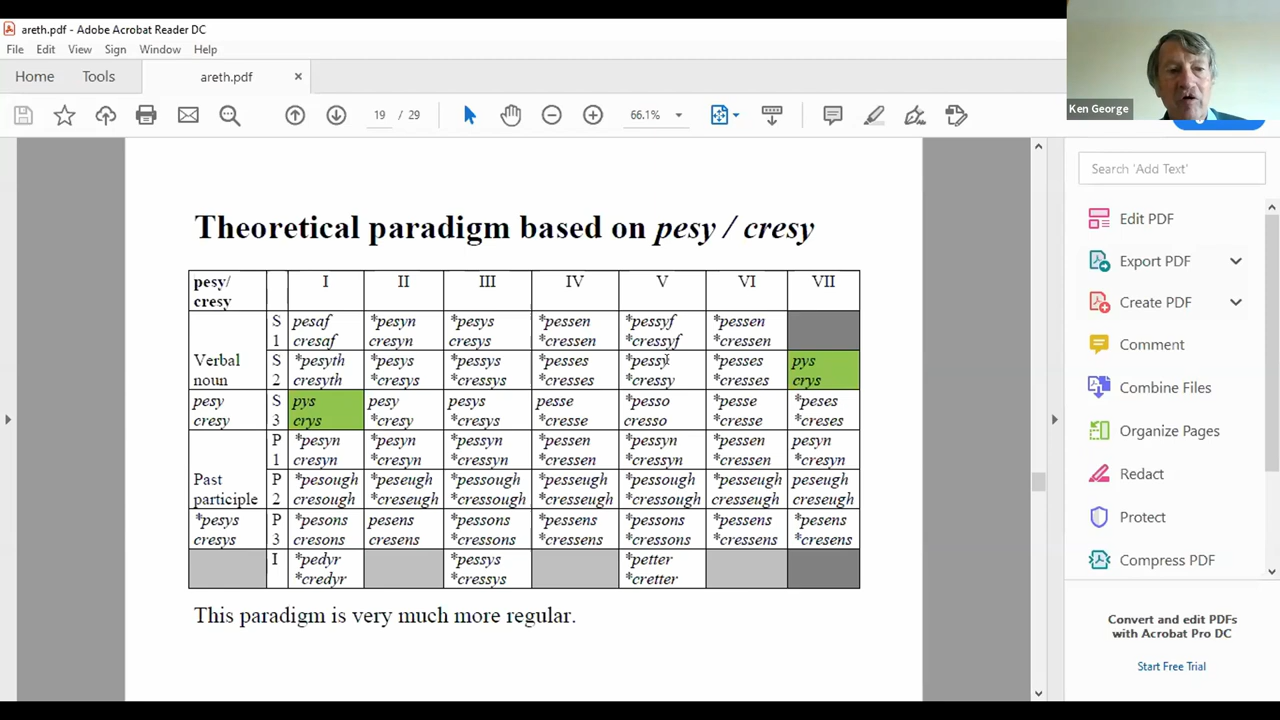 areth.pdf - Adobe Acrobat Reader DC
File Edit View Sign Window Help
Home Tools areth.pdf ×
19 / 29 66.1%
Ken George
Theoretical paradigm based on pesy / cresy
pesy/ I II III IV V VI VII
cresy
S pesaf *pesyn *pesys *pessen *pessyf *pessen
1 cresaf cresyn cresys *cressen *cressyf *cressen
Verbal S *pesyth *pesys *pessys *pesses *pessy *pesses pys
noun 2 cresyth *cresys *cressys *cresses *cressy *cresses crys
pesy S pys pesy pesys pesse *pesso *pesse *peses
cresy 3 crys *cresy *cresys *cresse cresso *cresse *creses
P *pesyn *pesyn *pessyn *pessen *pessyn *pessen pesyn
1 cresyn *cresyn *cressyn *cressen *cressyn *cressen *cresyn
Past P *pesough *peseugh *pessough *pesseugh *pessough *pesseugh peseugh
participle 2 cresough *creseugh *cressough *cresseugh *cressough cresseugh creseugh
*pesys P *pesons pesens *pessons *pessens *pessons *pessens *pesens
cresys 3 cresons cresens *cressons *cressens *cressons *cressens *cresens
I *pedyr *pessys *petter
*credyr *cressys *cretter
This paradigm is very much more regular.
Search 'Add Text'
Edit PDF
Export PDF
Create PDF
Comment
Combine Files
Organize Pages
Redact
Protect
Compress PDF
Convert and edit PDFs
with Acrobat Pro DC
Start Free Trial